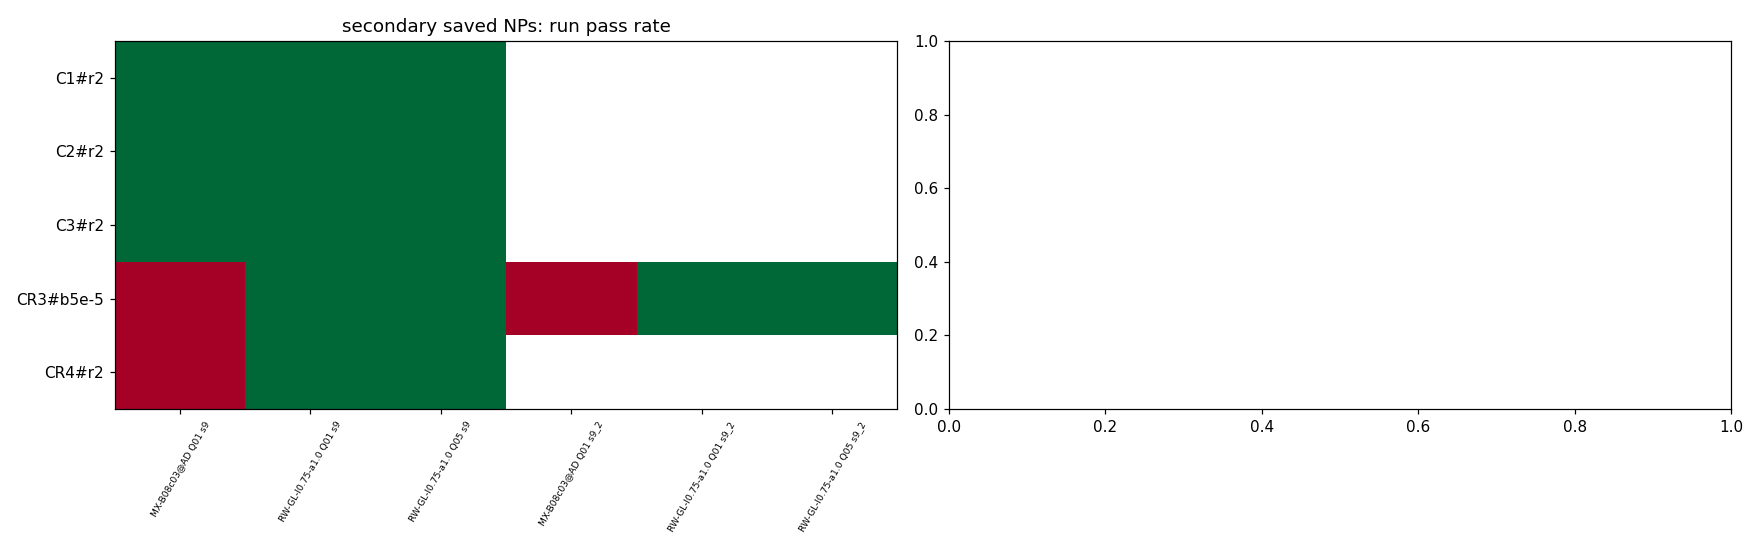 secondary saved NPs: run pass rate
C1#r2
C2#r2
C3#r2
CR3#b5e-5
CR4#r2
MX-B08c03@AD Q01 s9
RW-GL-l0.75-a1.0 Q01 s9
RW-GL-l0.75-a1.0 Q05 s9
MX-B08c03@AD Q01 s9_2
RW-GL-l0.75-a1.0 Q01 s9_2
RW-GL-l0.75-a1.0 Q05 s9_2
1.0
0.8
0.6
0.4
0.2
0.0
0.0 0.2 0.4 0.6 0.8 1.0